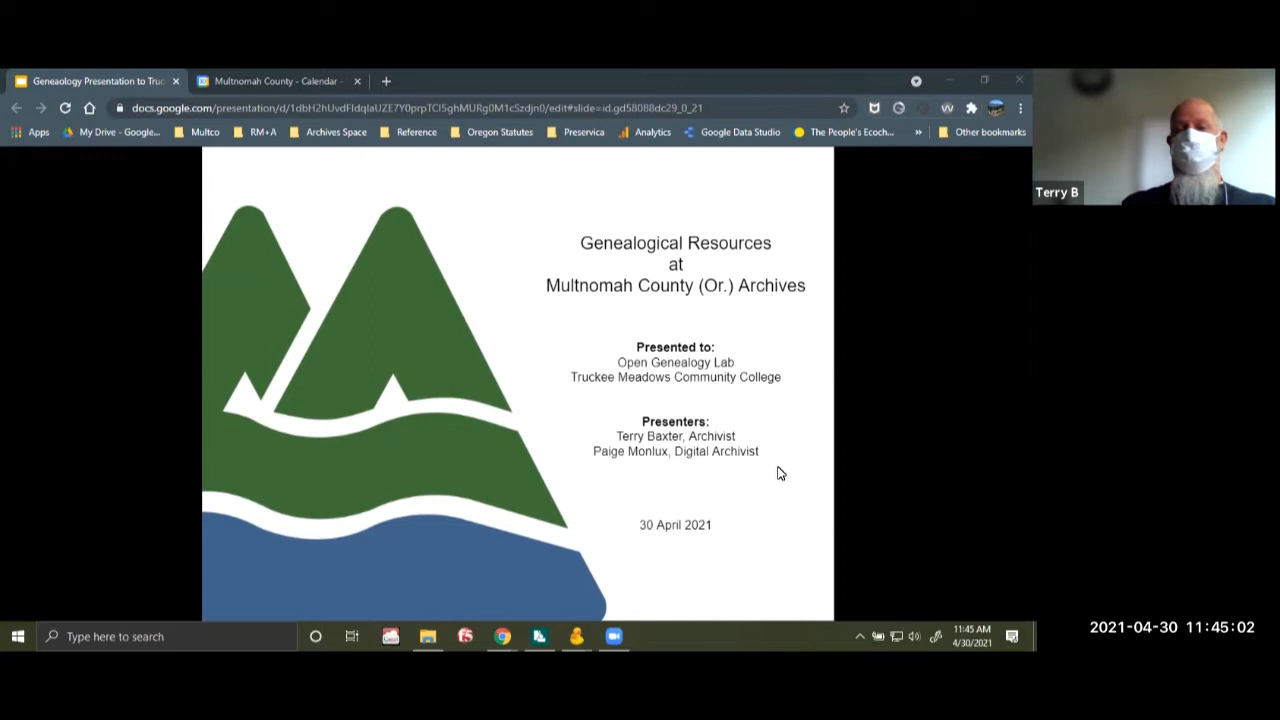 Geneaology Presentation to Truc
Multnomah County - Calendar -
docs.google.com/presentation/d/1dbH2hUvdFIdqIaUZE7Y0prpTCI5ghMURg0M1cSzdjn0/edit#slide=id.gd58088dc29_0_21
Apps
My Drive - Google...
Multco
RM+A
Archives Space
Reference
Oregon Statutes
Preservica
Analytics
Google Data Studio
The People's Ecoch...
»
Other bookmarks
Terry B
Genealogical Resources
at
Multnomah County (Or.) Archives
Presented to:
Open Genealogy Lab
Truckee Meadows Community College
Presenters:
Terry Baxter, Archivist
Paige Monlux, Digital Archivist
30 April 2021
Type here to search
11:45 AM
4/30/2021
2021-04-30 11:45:02